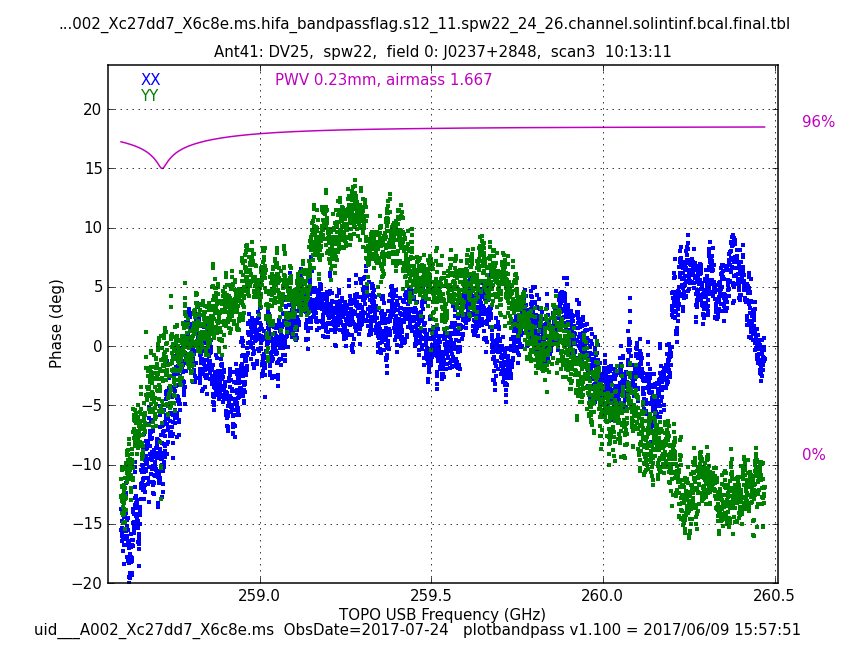 ...002_Xc27dd7_X6c8e.ms.hifa_bandpassflag.s12_11.spw22_24_26.channel.solintinf.bcal.final.tbl
Ant41: DV25, spw22, field 0: J0237+2848, scan3 10:13:11
XX
YY
PWV 0.23mm, airmass 1.667
96%
0%
20
15
10
5
0
−5
−10
−15
−20
Phase (deg)
259.0
259.5
260.0
260.5
TOPO USB Frequency (GHz)
uid___A002_Xc27dd7_X6c8e.ms ObsDate=2017-07-24 plotbandpass v1.100 = 2017/06/09 15:57:51